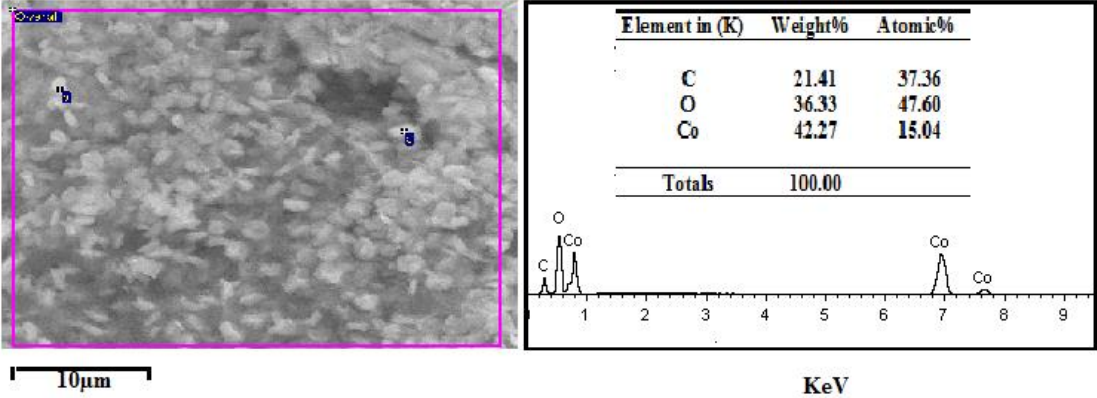 Overall
10µm
Element in (K) Weight% Atomic%
C 21.41 37.36
O 36.33 47.60
Co 42.27 15.04
Totals 100.00
O
Co
C
Co
Co
1 2 3 4 5 6 7 8 9
KeV